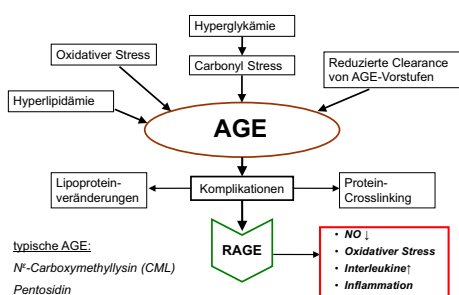 Hyperglykämie
Oxidativer Stress
Carbonyl Stress
Reduzierte Clearance
von AGE-Vorstufen
Hyperlipidämie
AGE
Lipoprotein-
veränderungen
Komplikationen
Protein-
Crosslinking
RAGE
• NO ↓
• Oxidativer Stress
• Interleukine↑
• Inflammation
typische AGE:
Nᵋ-Carboxymethyllysin (CML)
Pentosidin